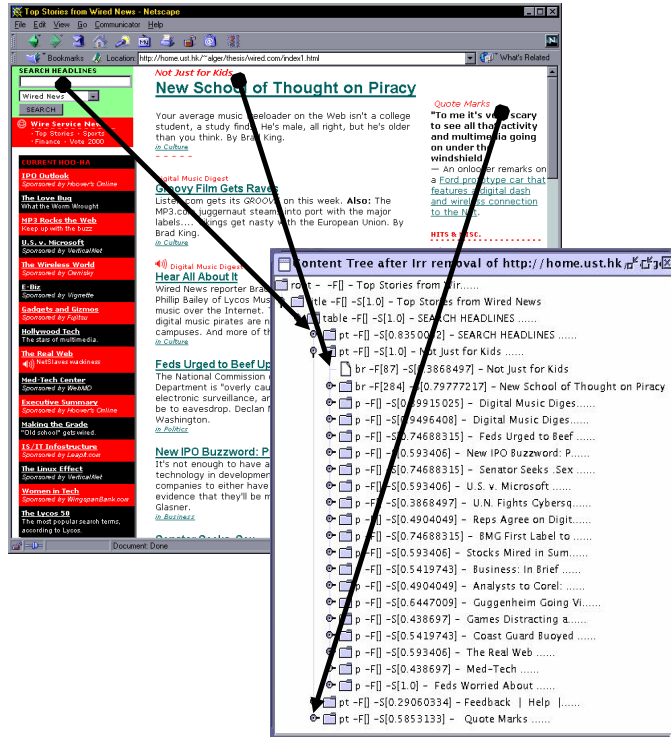 Top Stories from Wired News - Netscape
File Edit View Go Communicator Help
Bookmarks Location: http://home.ust.hk/~alger/thesis/wired.com/index1.html What's Related
SEARCH HEADLINES
Wired News
SEARCH
Wire Service News
· Top Stories · Sports
· Finance · Vote 2000
CURRENT HOO-HA
IPO Outlook
Sponsored by Hoover's Online
The Love Bug
What the Worm Wrought
MP3 Rocks the Web
Keep up with the buzz
U.S. v. Microsoft
Sponsored by VerticalNet
The Wireless World
Sponsored by
E-Biz
Sponsored by Vignette
Gadgets and Gizmos
Sponsored by Fujitsu
Hollywood Tech
The stars of multimedia.
The Real Web
NetSlaves wackiness
Med-Tech Center
Sponsored by WebMD
Executive Summary
Sponsored by Hoover's Online
Making the Grade
"Old school" gets wired.
IS/IT Infostructure
Sponsored by Leapit.com
The Linux Effect
Sponsored by VerticalNet
Women in Tech
Sponsored by WingspanBank.com
The Lycos 50
The most popular search terms,
according to Lycos.
Not Just for Kids
New School of Thought on Piracy
Your average music freeloader on the Web isn't a college
student, a study finds. He's male, all right, but he's older
than you think. By Brad King.
in Culture
Digital Music Digest
Groovy Film Gets Raves
Listen.com gets its GROOVE on this week. Also: The
MP3.com juggernaut steams into port with the major
labels.... Vikings get nasty with the European Union. By
Brad King.
in Culture
Digital Music Digest
Hear All About It
Wired News reporter Brad
Phillip Bailey of Lycos Mus
music over the Internet.
digital music pirates are n
campuses. And more of th
in Culture
Feds Urged to Beef Up
The National Commission
Department is "overly cau
electronic surveillance, ar
to be eavesdrop. Declan M
Washington.
in Politics
New IPO Buzzword: P
It's not enough to have a
technology in developmen
companies to either have
evidence that they'll be m
Glasner.
in Business
Senator Seeks Sex
Quote Marks
"To me it's very scary
to see all that activity
and multimedia going
on under the
windshield."
— An onlooker remarks on
a Ford prototype car that
features a digital dash
and wireless connection
to the Net.
HITS & MISC.
Document: Done
Content Tree after Irr removal of http://home.ust.hk/
root - -F[] - Top Stories from Wir......
title -F[] -S[1.0] - Top Stories from Wired News
table -F[] -S[1.0] - SEARCH HEADLINES ......
pt -F[] -S[0.8350002] - SEARCH HEADLINES ......
pt -F[] -S[1.0] - Not Just for Kids ......
br -F[87] -S[0.3868497] - Not Just for Kids
br -F[284] -S[0.79777217] - New School of Thought on Piracy
p -F[] -S[0.39915025] - Digital Music Diges......
p -F[] -S[0.9496408] - Digital Music Diges......
p -F[] -S[0.74688315] - Feds Urged to Beef ......
p -F[] -S[0.593406] - New IPO Buzzword: P......
p -F[] -S[0.74688315] - Senator Seeks .Sex ......
p -F[] -S[0.593406] - U.S. v. Microsoft ......
p -F[] -S[0.3868497] - U.N. Fights Cybersq......
p -F[] -S[0.4904049] - Reps Agree on Digit......
p -F[] -S[0.74688315] - BMG First Label to ......
p -F[] -S[0.593406] - Stocks Mired in Sum......
p -F[] -S[0.5419743] - Business: In Brief ......
p -F[] -S[0.4904049] - Analysts to Corel: ......
p -F[] -S[0.6447009] - Guggenheim Going Vi......
p -F[] -S[0.438697] - Games Distracting a......
p -F[] -S[0.5419743] - Coast Guard Buoyed ......
p -F[] -S[0.593406] - The Real Web ......
p -F[] -S[0.438697] - Med-Tech ......
p -F[] -S[1.0] - Feds Worried About ......
pt -F[] -S[0.29060334] - Feedback | Help |......
pt -F[] -S[0.5853133] - Quote Marks ......